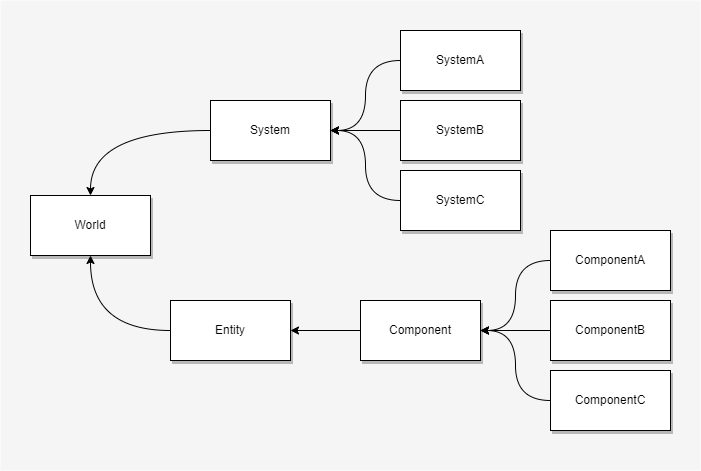 SystemA
System
SystemB
SystemC
World
ComponentA
Entity
Component
ComponentB
ComponentC